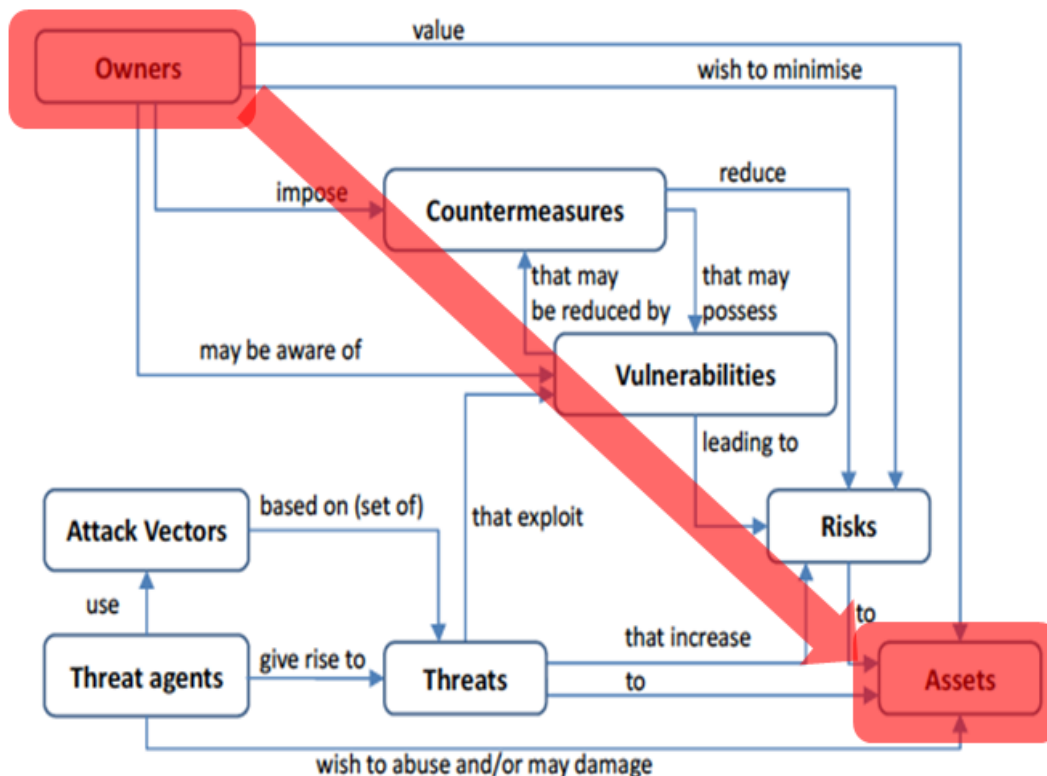 value
Owners
wish to minimise
reduce
impose
Countermeasures
that may
be reduced by
that may
possess
may be aware of
Vulnerabilities
leading to
based on (set of)
Attack Vectors
that exploit
Risks
use
to
that increase
give rise to
Threat agents
Threats
to
Assets
wish to abuse and/or may damage